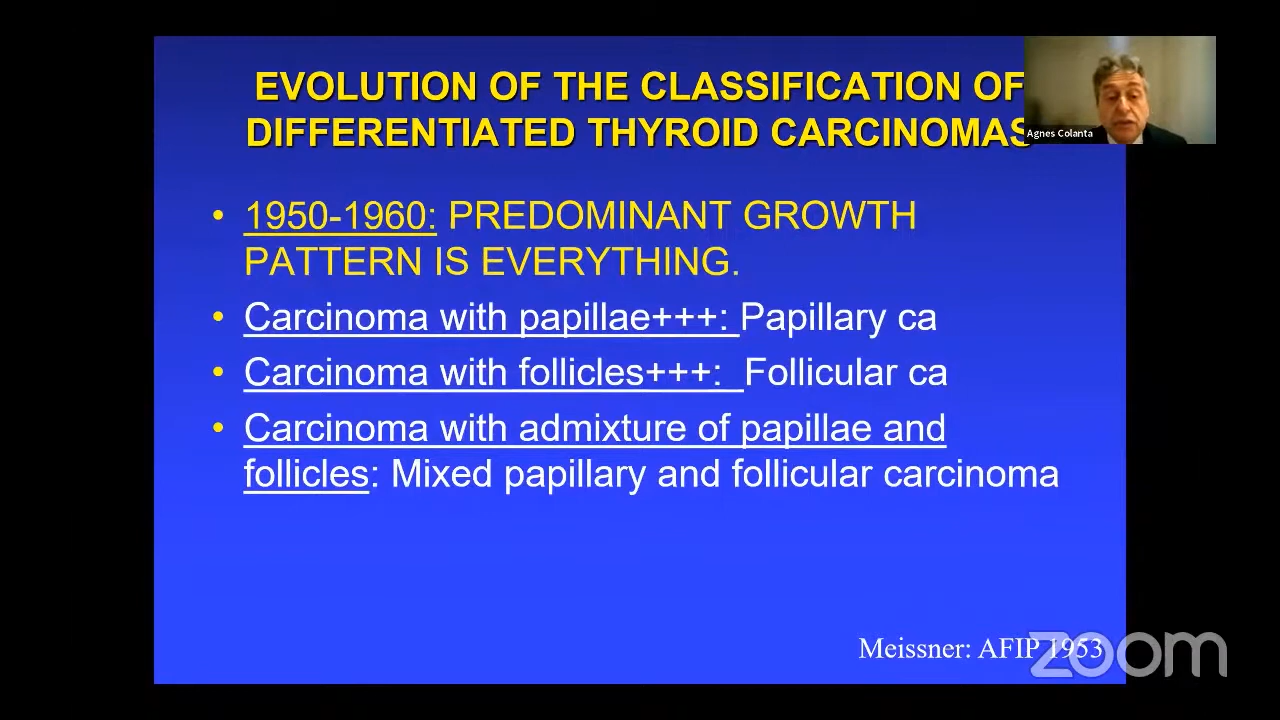 EVOLUTION OF THE CLASSIFICATION OF
DIFFERENTIATED THYROID CARCINOMAS
Agnes Colanta
• 1950-1960: PREDOMINANT GROWTH
PATTERN IS EVERYTHING.
• Carcinoma with papillae+++: Papillary ca
• Carcinoma with follicles+++: Follicular ca
• Carcinoma with admixture of papillae and
follicles: Mixed papillary and follicular carcinoma
Meissner: AFIP 1953
zoom